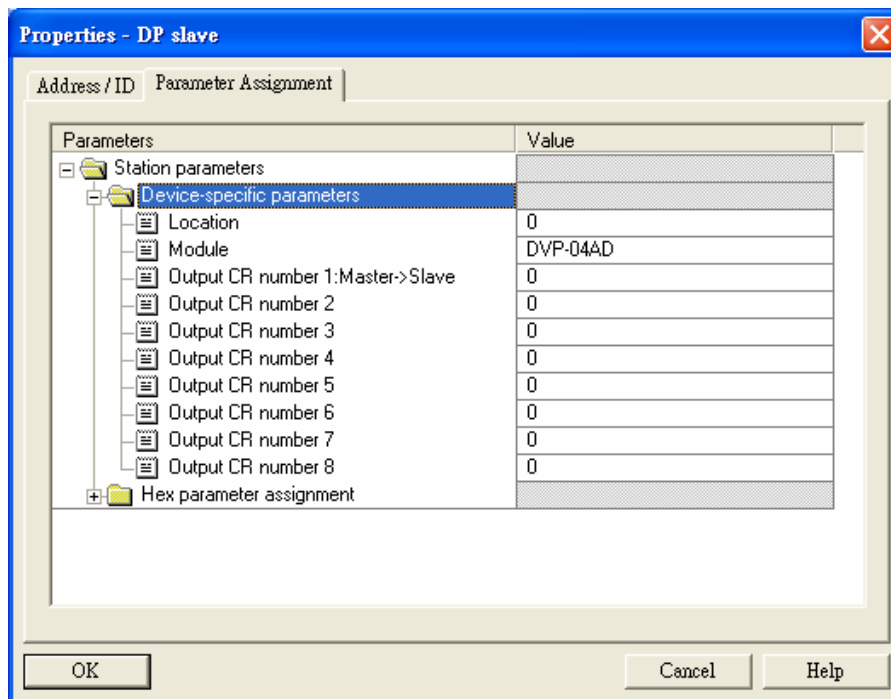 Properties - DP slave
Address / ID Parameter Assignment
Parameters Value
Station parameters
Device-specific parameters
Location 0
Module DVP-04AD
Output CR number 1:Master->Slave 0
Output CR number 2 0
Output CR number 3 0
Output CR number 4 0
Output CR number 5 0
Output CR number 6 0
Output CR number 7 0
Output CR number 8 0
Hex parameter assignment
OK Cancel Help